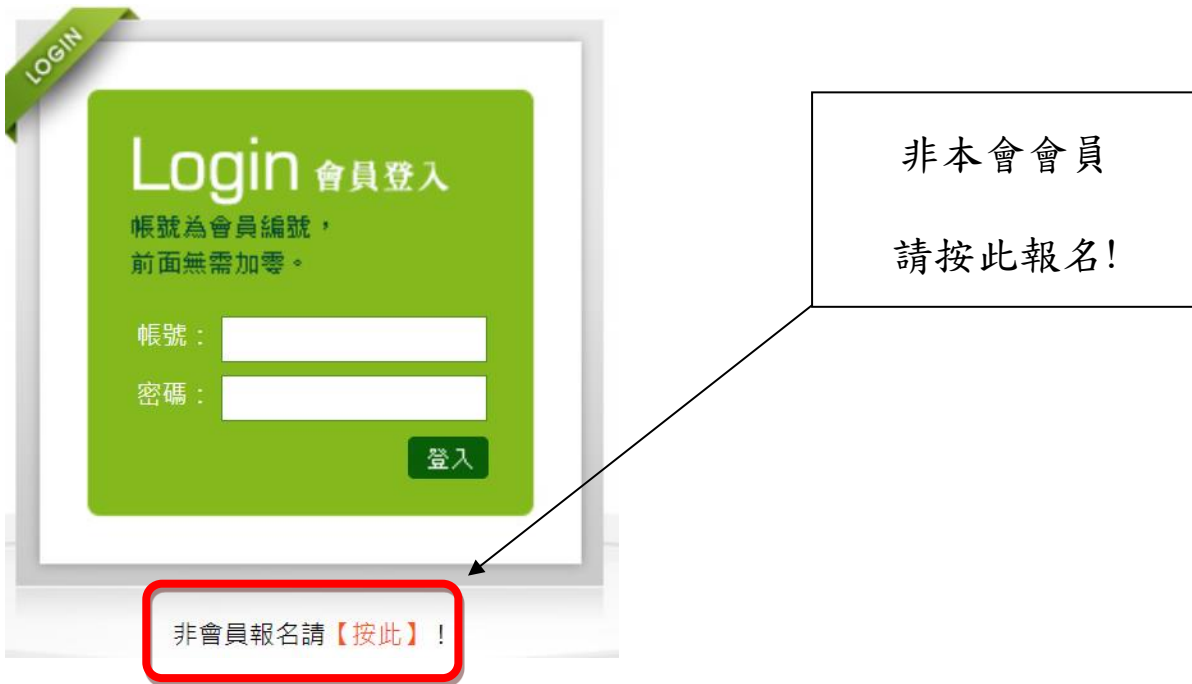 LOGIN
Login 會員登入
帳號為會員編號，
前面無需加零。
帳號：
密碼：
登入
非會員報名請【按此】！
非本會會員
請按此報名!